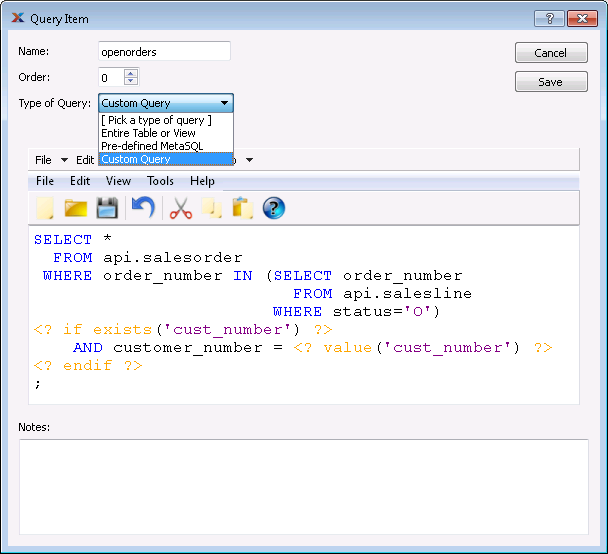 Query Item
Name: openorders Cancel
Order: 0 Save
Type of Query: Custom Query
[ Pick a type of query ]
Entire Table or View
Pre-defined MetaSQL
Custom Query
File Edit
File Edit View Tools Help
SELECT *
FROM api.salesorder
WHERE order_number IN (SELECT order_number
FROM api.salesline
WHERE status='O')
<? if exists('cust_number') ?>
AND customer_number = <? value('cust_number') ?>
<? endif ?>
;
Notes: